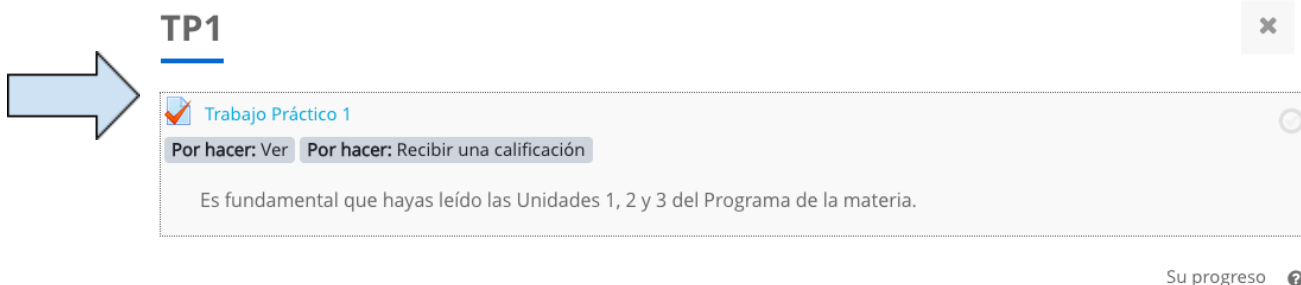 TP1
Trabajo Práctico 1
Por hacer: Ver Por hacer: Recibir una calificación
Es fundamental que hayas leído las Unidades 1, 2 y 3 del Programa de la materia.
Su progreso